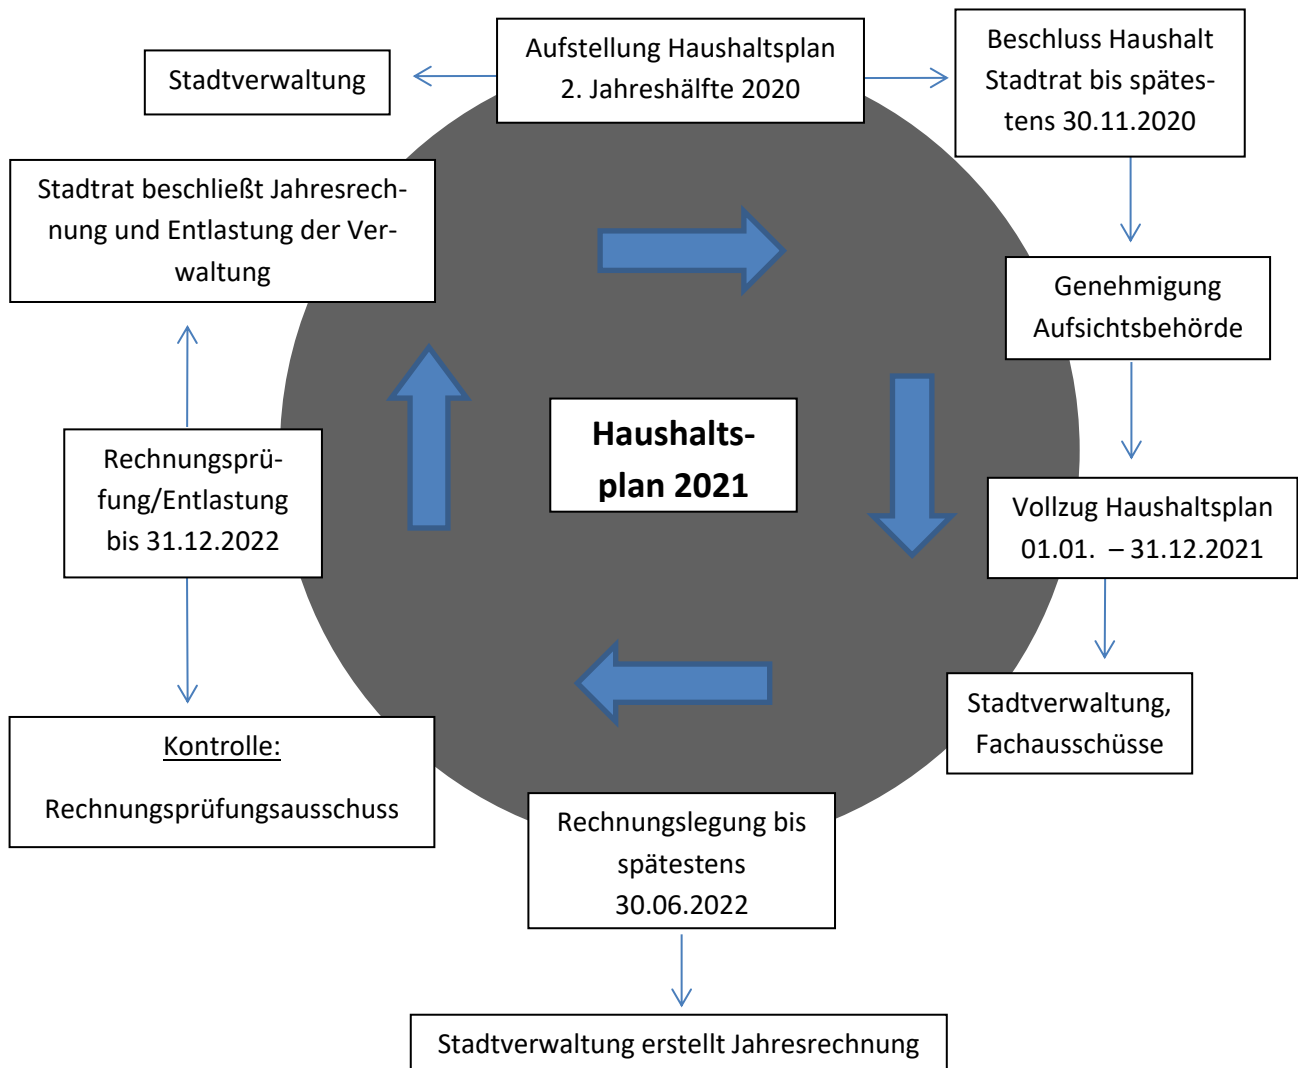 Aufstellung Haushaltsplan
2. Jahreshälfte 2020
Stadtverwaltung
Beschluss Haushalt
Stadtrat bis spätes-
tens 30.11.2020
Stadtrat beschließt Jahresrech-
nung und Entlastung der Ver-
waltung
Genehmigung
Aufsichtsbehörde
Haushalts-
plan 2021
Rechnungsprü-
fung/Entlastung
bis 31.12.2022
Vollzug Haushaltsplan
01.01. – 31.12.2021
Stadtverwaltung,
Fachausschüsse
Kontrolle:
Rechnungsprüfungsausschuss
Rechnungslegung bis
spätestens
30.06.2022
Stadtverwaltung erstellt Jahresrechnung